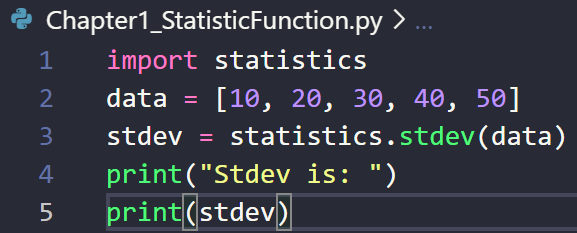 Chapter1_StatisticFunction.py > ...
1 import statistics
2 data = [10, 20, 30, 40, 50]
3 stdev = statistics.stdev(data)
4 print("Stdev is: ")
5 print(stdev)